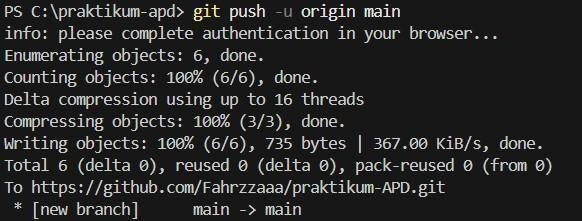 PS C:\praktikum-apd> git push -u origin main
info: please complete authentication in your browser...
Enumerating objects: 6, done.
Counting objects: 100% (6/6), done.
Delta compression using up to 16 threads
Compressing objects: 100% (3/3), done.
Writing objects: 100% (6/6), 735 bytes | 367.00 KiB/s, done.
Total 6 (delta 0), reused 0 (delta 0), pack-reused 0 (from 0)
To https://github.com/Fahrzzaaa/praktikum-APD.git
 * [new branch]      main -> main